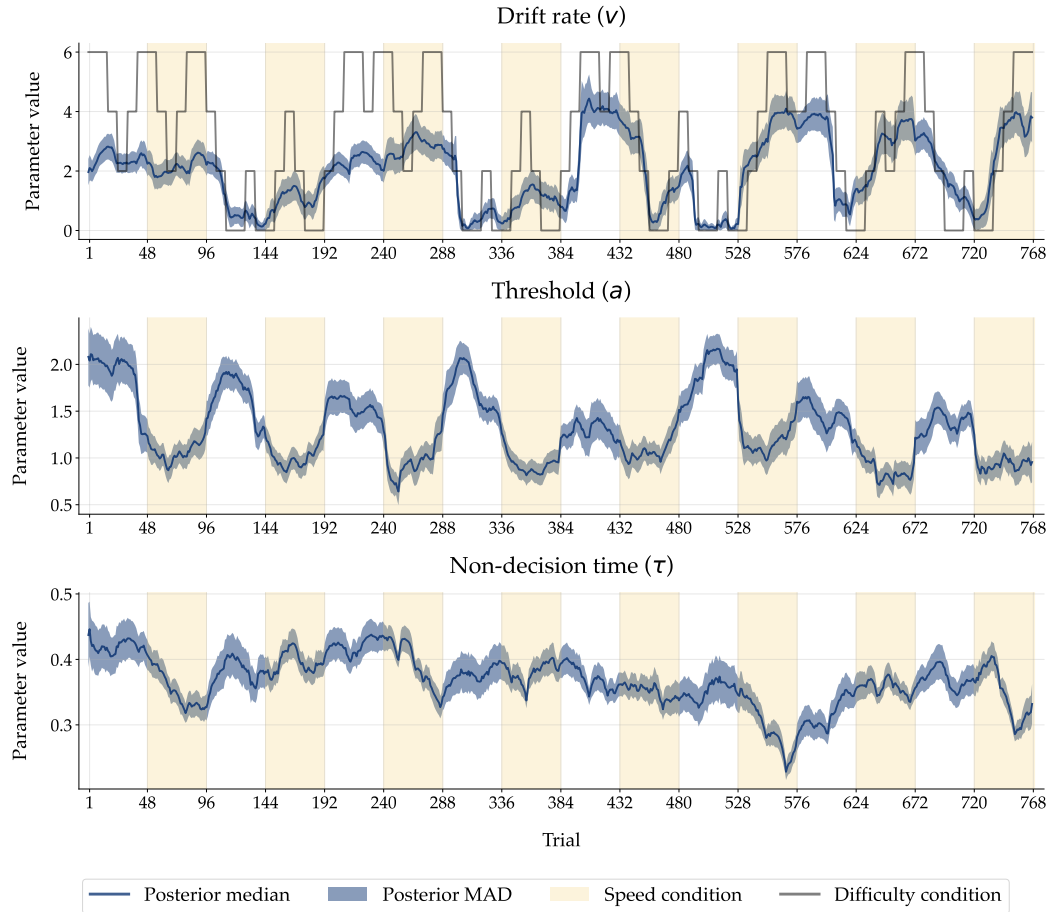 Drift rate (v)
Parameter value
6
4
2
0
1 48 96 144 192 240 288 336 384 432 480 528 576 624 672 720 768
Threshold (a)
Parameter value
2.0
1.5
1.0
0.5
1 48 96 144 192 240 288 336 384 432 480 528 576 624 672 720 768
Non-decision time (τ)
Parameter value
0.5
0.4
0.3
1 48 96 144 192 240 288 336 384 432 480 528 576 624 672 720 768
Trial
Posterior median Posterior MAD Speed condition Difficulty condition